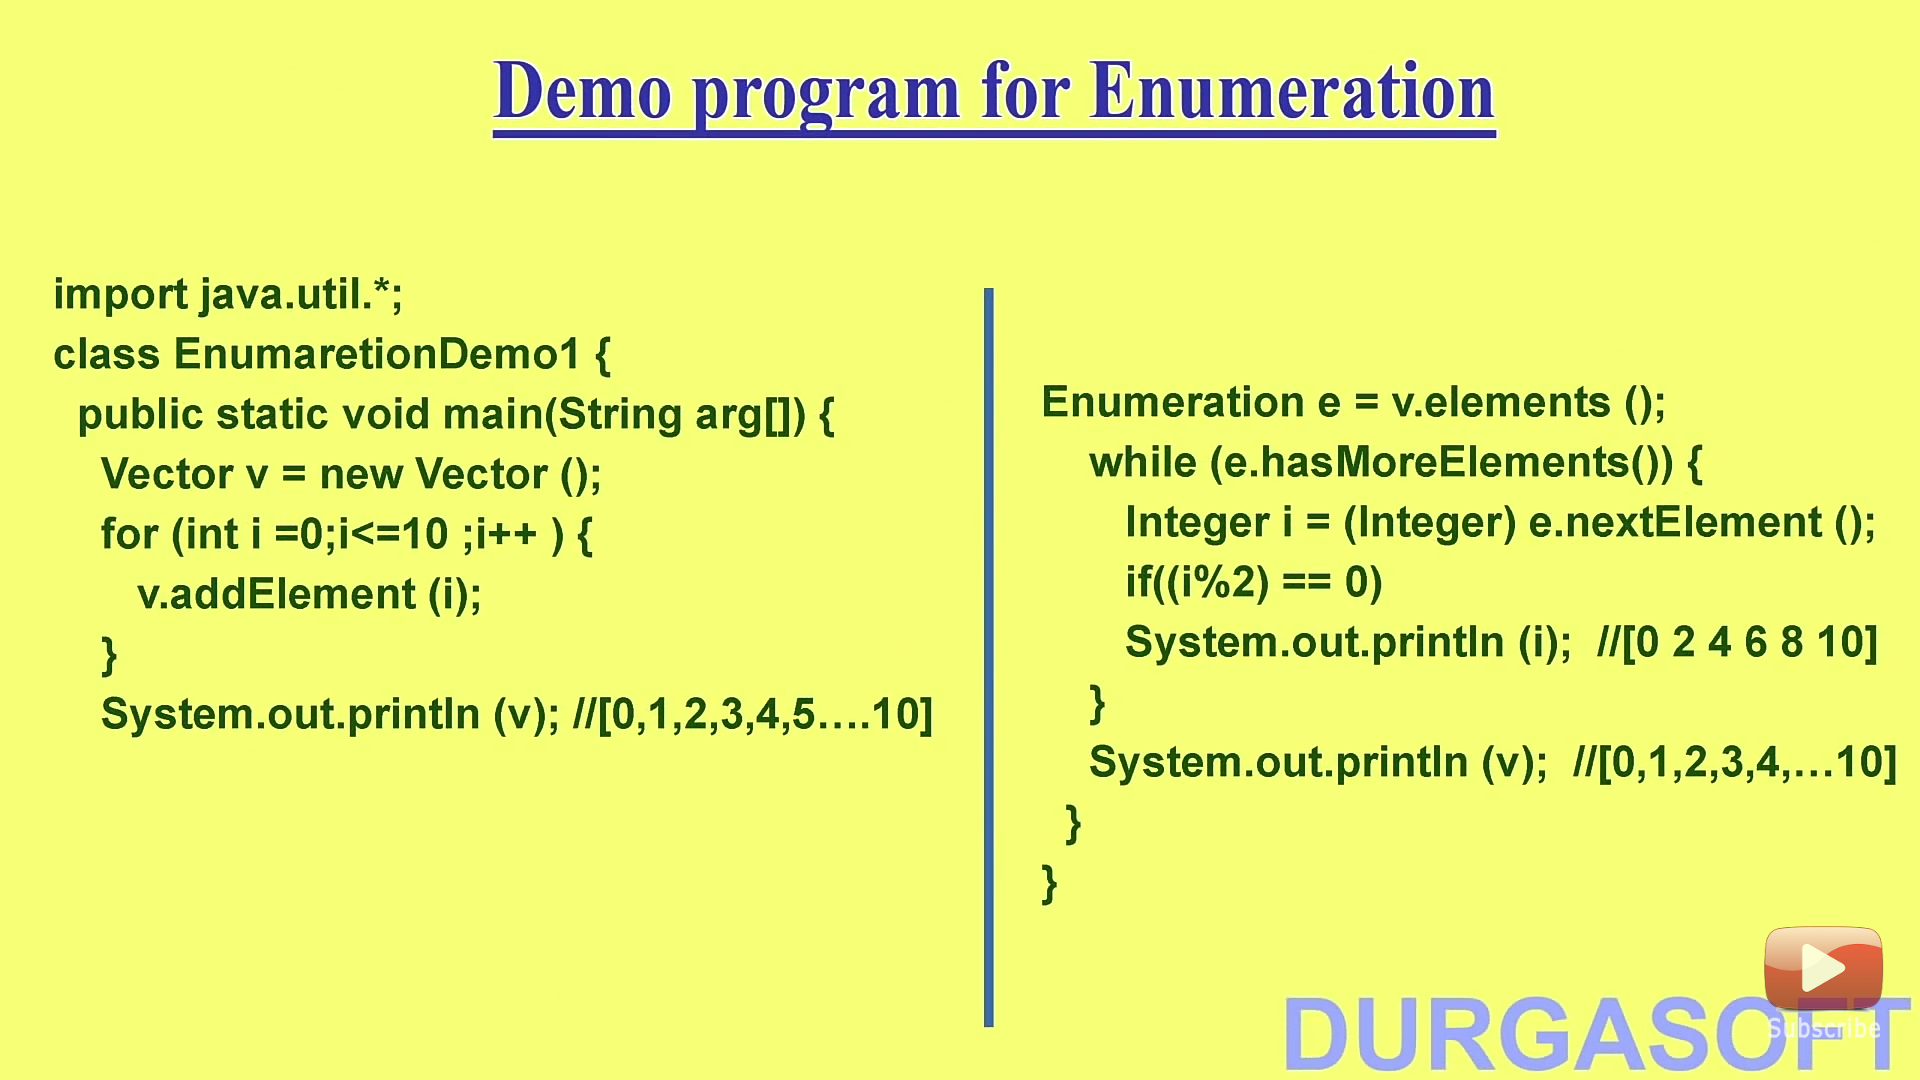 Demo program for Enumeration
import java.util.*;
class EnumaretionDemo1 {
public static void main(String arg[]) {
Vector v = new Vector ();
for (int i =0;i<=10 ;i++ ) {
v.addElement (i);
}
System.out.println (v); //[0,1,2,3,4,5….10]
Enumeration e = v.elements ();
while (e.hasMoreElements()) {
Integer i = (Integer) e.nextElement ();
if((i%2) == 0)
System.out.println (i);  //[0 2 4 6 8 10]
}
System.out.println (v);  //[0,1,2,3,4,…10]
}
}
DURGASOFT
Subscribe